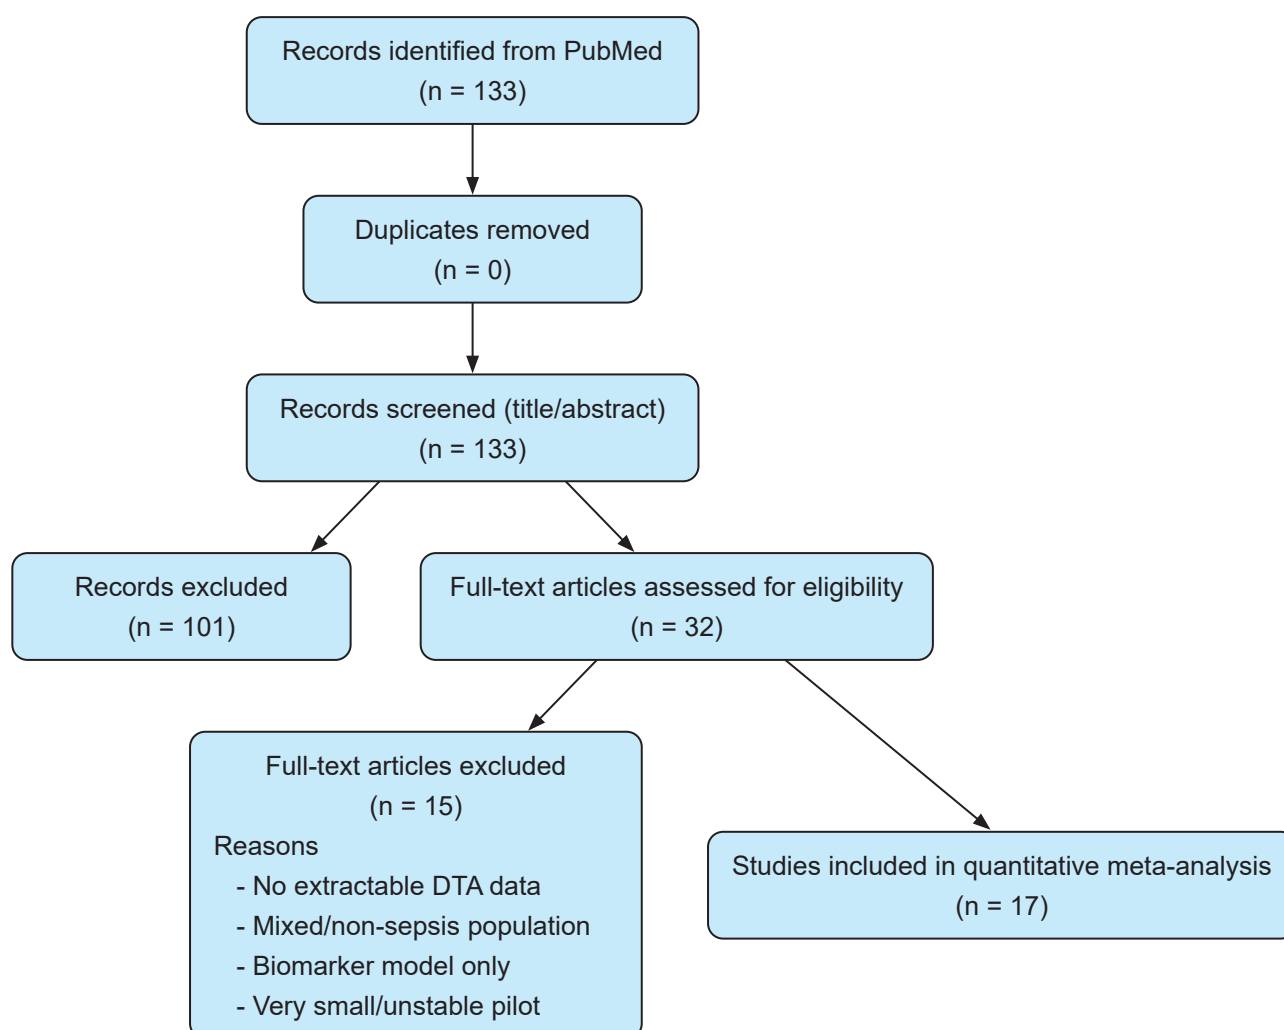 Records identified from PubMed
(n = 133)
Duplicates removed
(n = 0)
Records screened (title/abstract)
(n = 133)
Records excluded
(n = 101)
Full-text articles assessed for eligibility
(n = 32)
Full-text articles excluded
(n = 15)
Reasons
- No extractable DTA data
- Mixed/non-sepsis population
- Biomarker model only
- Very small/unstable pilot
Studies included in quantitative meta-analysis
(n = 17)